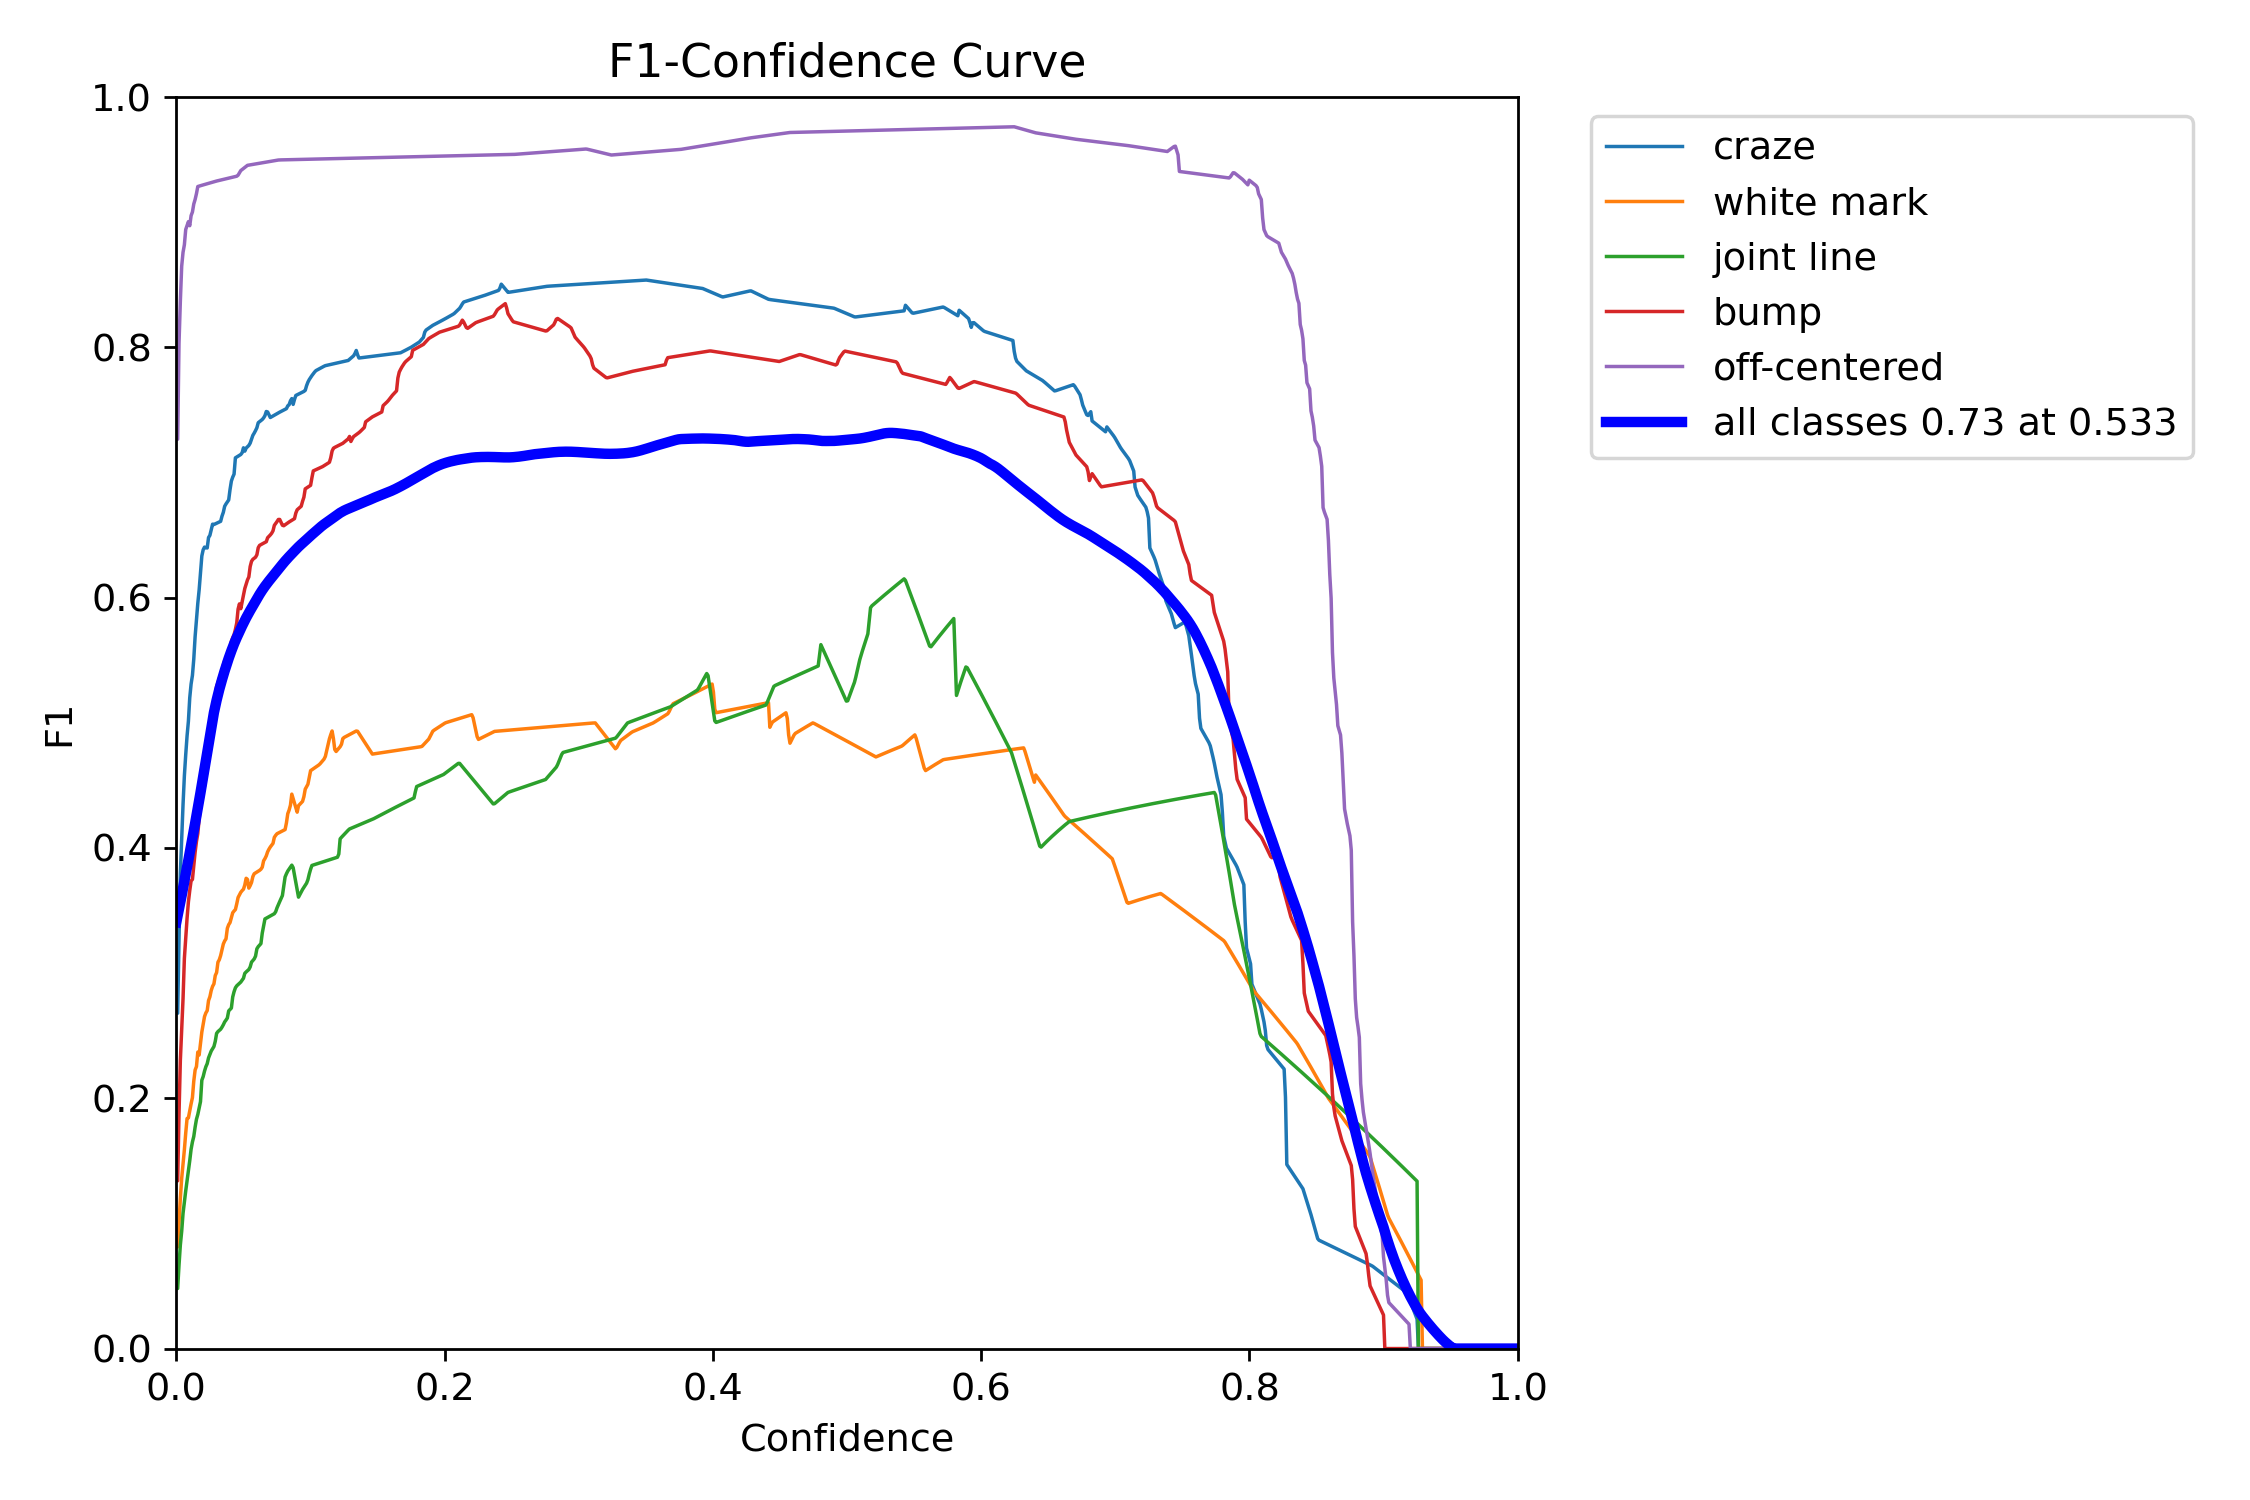 F1-Confidence Curve
1.0
0.8
0.6
0.4
0.2
0.0
F1
0.0 0.2 0.4 0.6 0.8 1.0
Confidence
craze
white mark
joint line
bump
off-centered
all classes 0.73 at 0.533